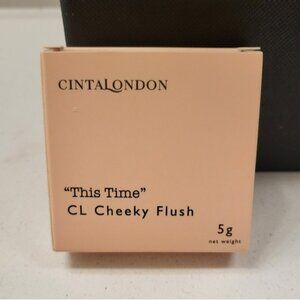 CINTALONDON
"This Time"
CL Cheeky Flush
5g
net weight